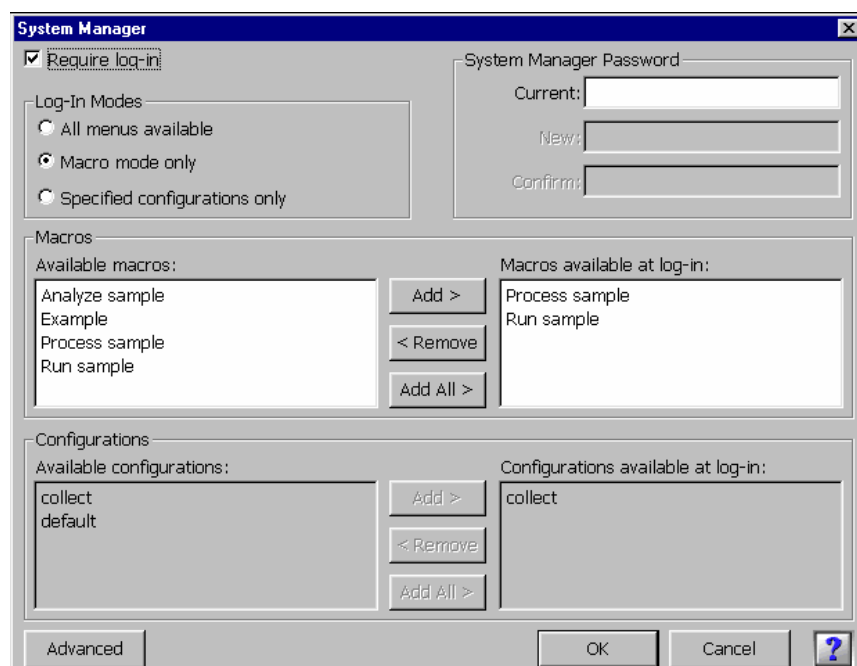 System Manager
Require log-in
Log-In Modes
All menus available
Macro mode only
Specified configurations only
System Manager Password
Current:
New:
Confirm:
Macros
Available macros:
Analyze sample
Example
Process sample
Run sample
Add >
< Remove
Add All >
Macros available at log-in:
Process sample
Run sample
Configurations
Available configurations:
collect
default
Add >
< Remove
Add All >
Configurations available at log-in:
collect
Advanced
OK
Cancel
?